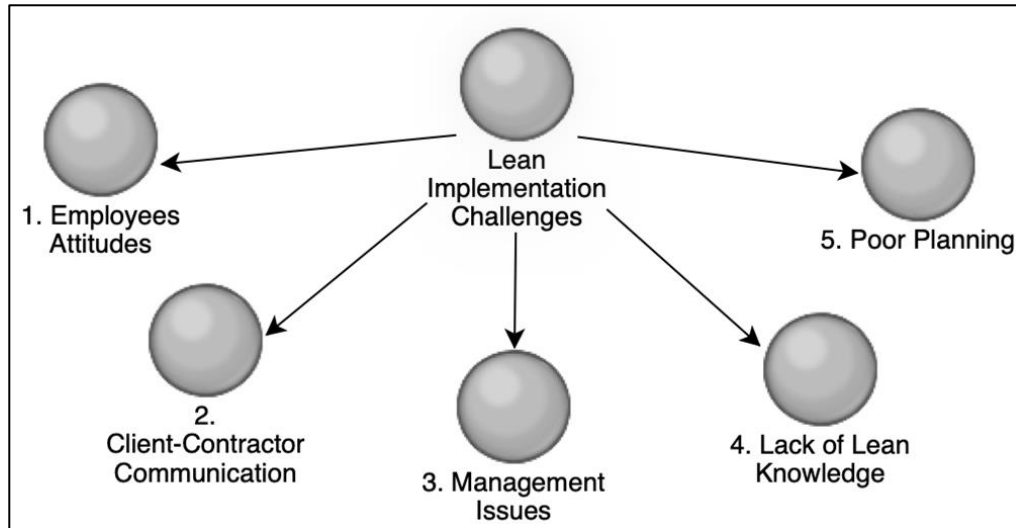 Lean
Implementation
Challenges
1. Employees
Attitudes
2.
Client-Contractor
Communication
3. Management
Issues
4. Lack of Lean
Knowledge
5. Poor Planning